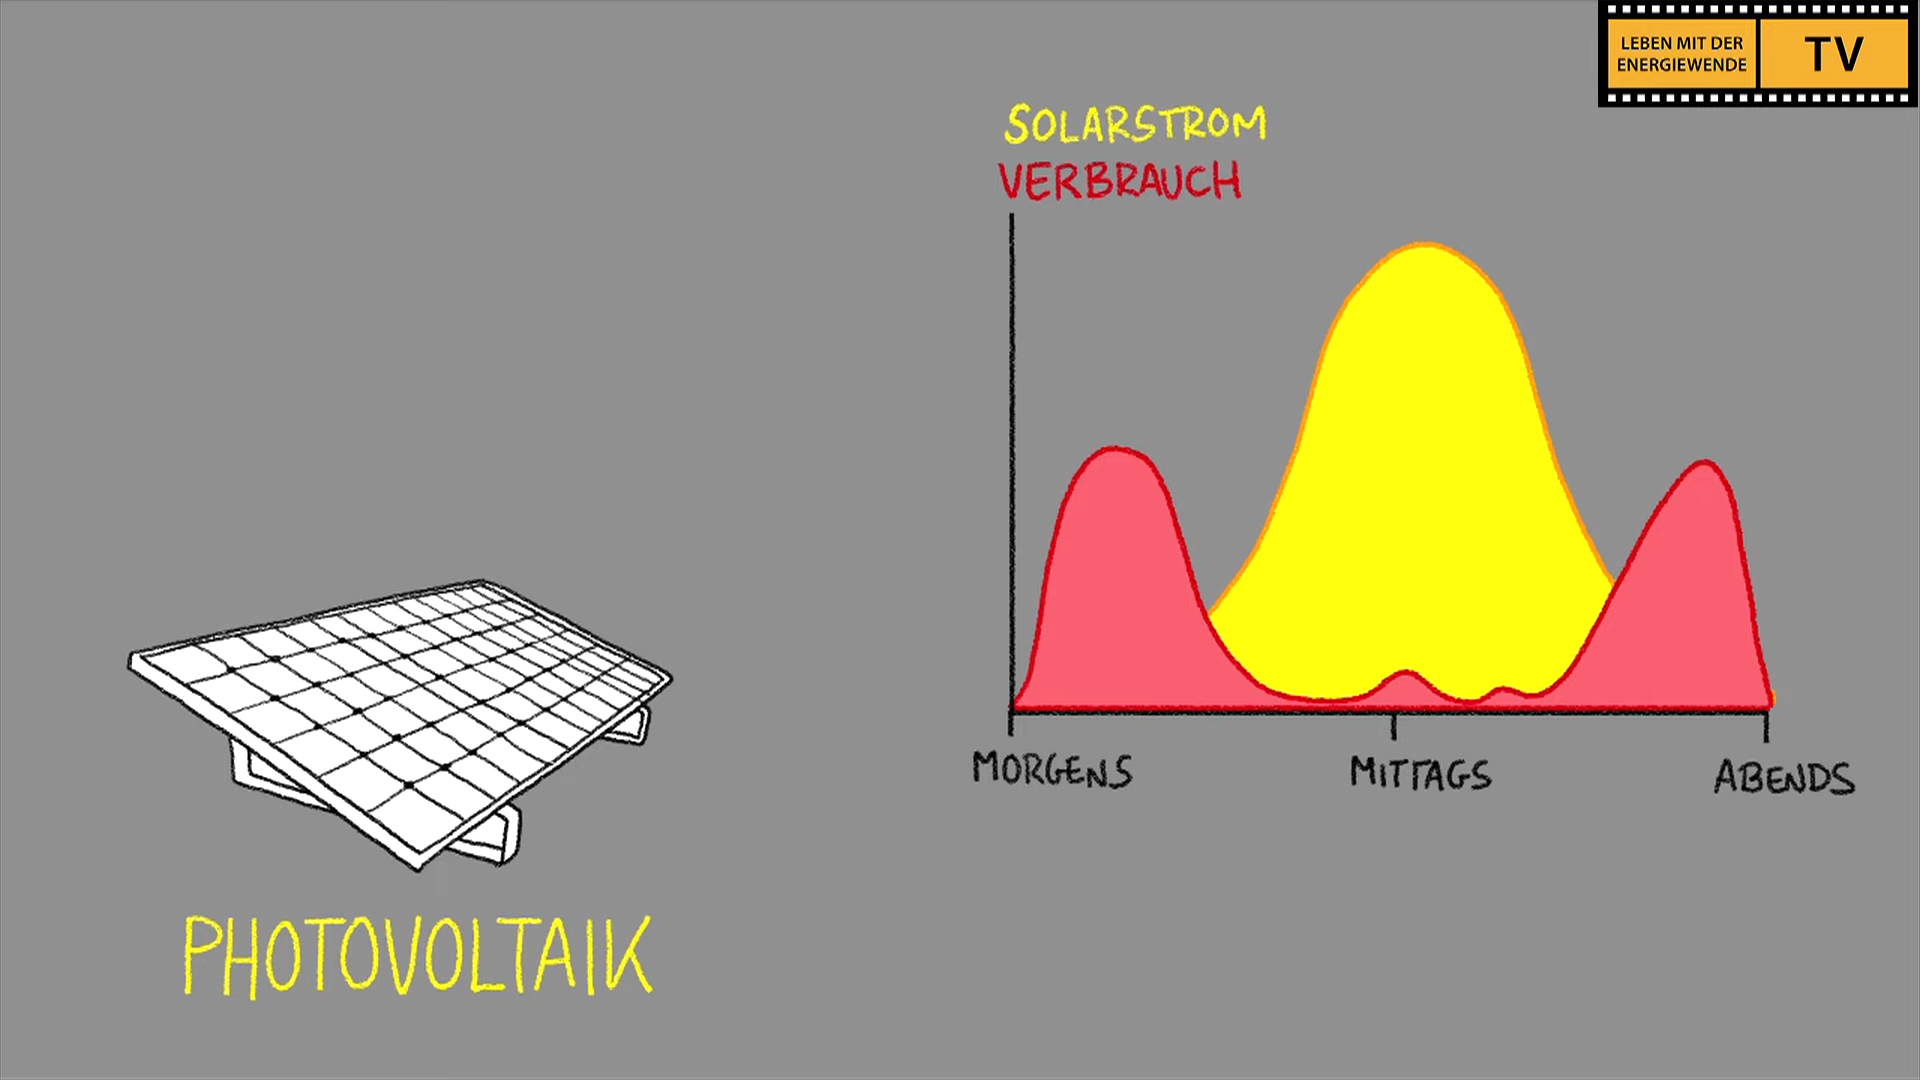 LEBEN MIT DER
ENERGIEWENDE
TV
SOLARSTROM
VERBRAUCH
MORGENS
MITTAGS
ABENDS
PHOTOVOLTAIK